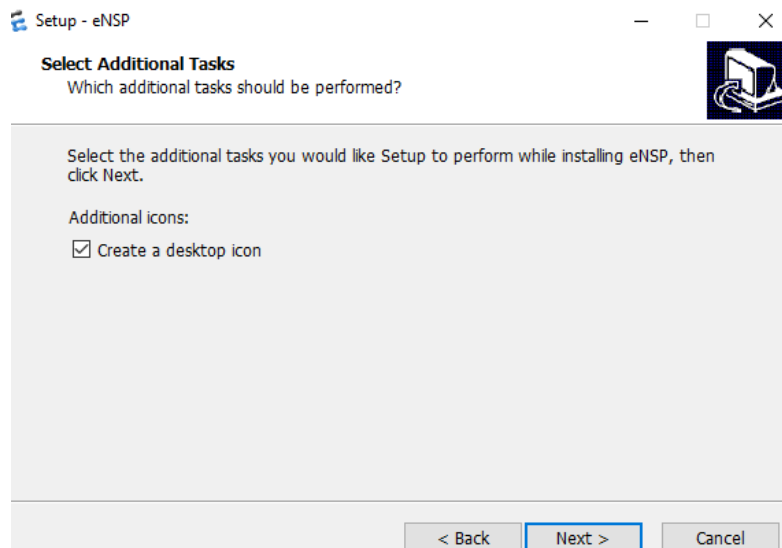 Setup - eNSP
Select Additional Tasks
Which additional tasks should be performed?
Select the additional tasks you would like Setup to perform while installing eNSP, then
click Next.
Additional icons:
Create a desktop icon
< Back
Next >
Cancel